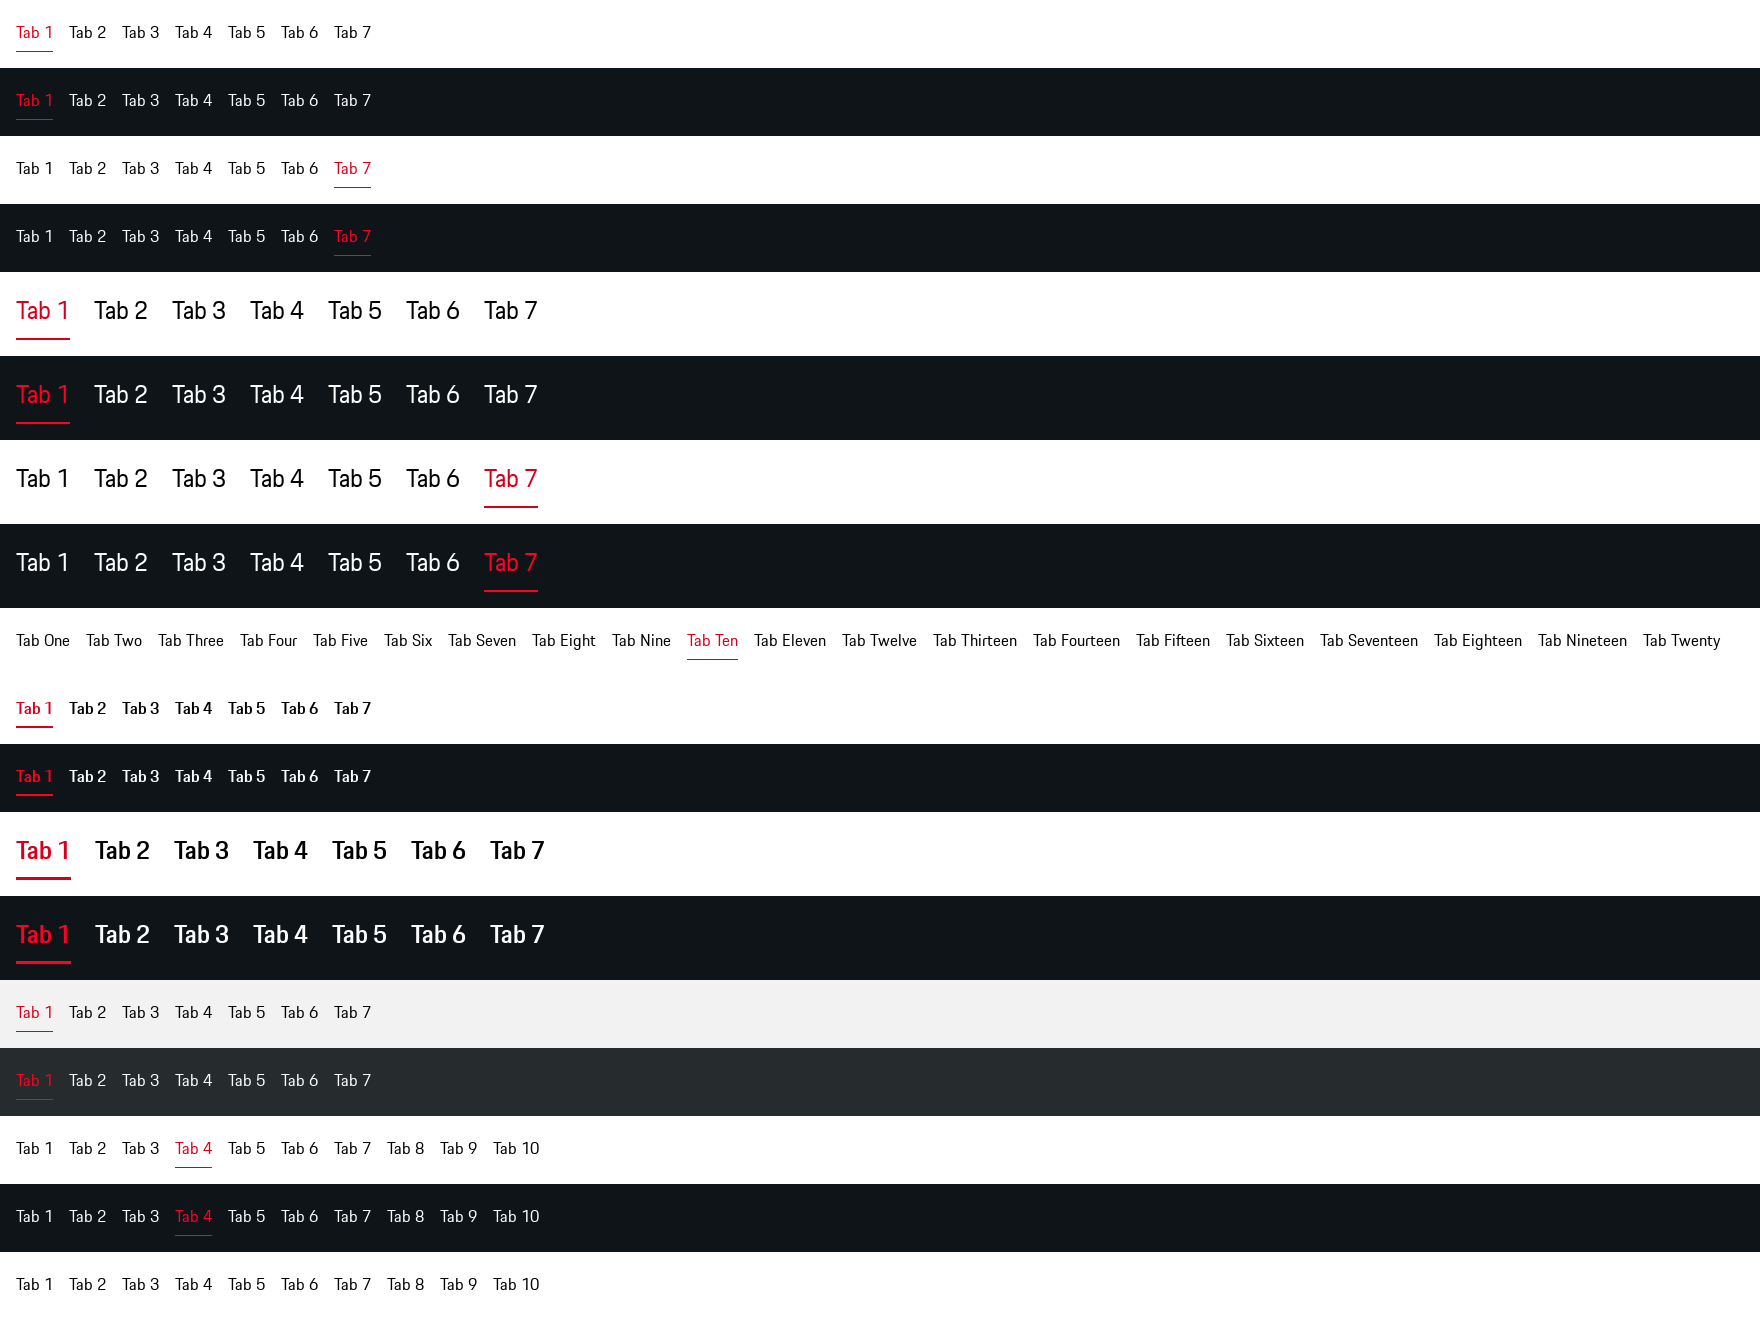 Tab 1 Tab 2 Tab 3 Tab 4 Tab 5 Tab 6 Tab 7
Tab 1 Tab 2 Tab 3 Tab 4 Tab 5 Tab 6 Tab 7
Tab 1 Tab 2 Tab 3 Tab 4 Tab 5 Tab 6 Tab 7
Tab 1 Tab 2 Tab 3 Tab 4 Tab 5 Tab 6 Tab 7
Tab 1 Tab 2 Tab 3 Tab 4 Tab 5 Tab 6 Tab 7
Tab 1 Tab 2 Tab 3 Tab 4 Tab 5 Tab 6 Tab 7
Tab 1 Tab 2 Tab 3 Tab 4 Tab 5 Tab 6 Tab 7
Tab 1 Tab 2 Tab 3 Tab 4 Tab 5 Tab 6 Tab 7
Tab One Tab Two Tab Three Tab Four Tab Five Tab Six Tab Seven Tab Eight Tab Nine Tab Ten Tab Eleven Tab Twelve Tab Thirteen Tab Fourteen Tab Fifteen Tab Sixteen Tab Seventeen Tab Eighteen Tab Nineteen Tab Twenty
Tab 1 Tab 2 Tab 3 Tab 4 Tab 5 Tab 6 Tab 7
Tab 1 Tab 2 Tab 3 Tab 4 Tab 5 Tab 6 Tab 7
Tab 1 Tab 2 Tab 3 Tab 4 Tab 5 Tab 6 Tab 7
Tab 1 Tab 2 Tab 3 Tab 4 Tab 5 Tab 6 Tab 7
Tab 1 Tab 2 Tab 3 Tab 4 Tab 5 Tab 6 Tab 7
Tab 1 Tab 2 Tab 3 Tab 4 Tab 5 Tab 6 Tab 7
Tab 1 Tab 2 Tab 3 Tab 4 Tab 5 Tab 6 Tab 7 Tab 8 Tab 9 Tab 10
Tab 1 Tab 2 Tab 3 Tab 4 Tab 5 Tab 6 Tab 7 Tab 8 Tab 9 Tab 10
Tab 1 Tab 2 Tab 3 Tab 4 Tab 5 Tab 6 Tab 7 Tab 8 Tab 9 Tab 10